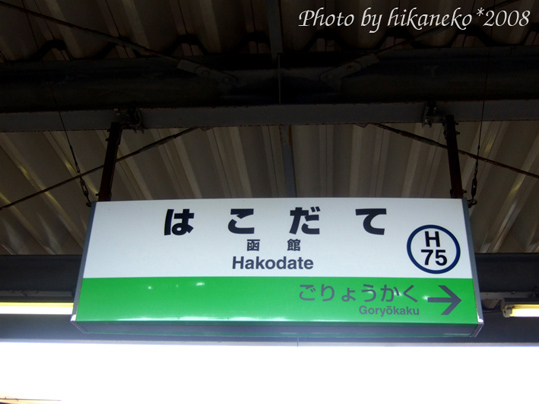 Photo by hikaneko*2008
はこだて
函館
Hakodate
H
75
ごりょうかく
Goryōkaku